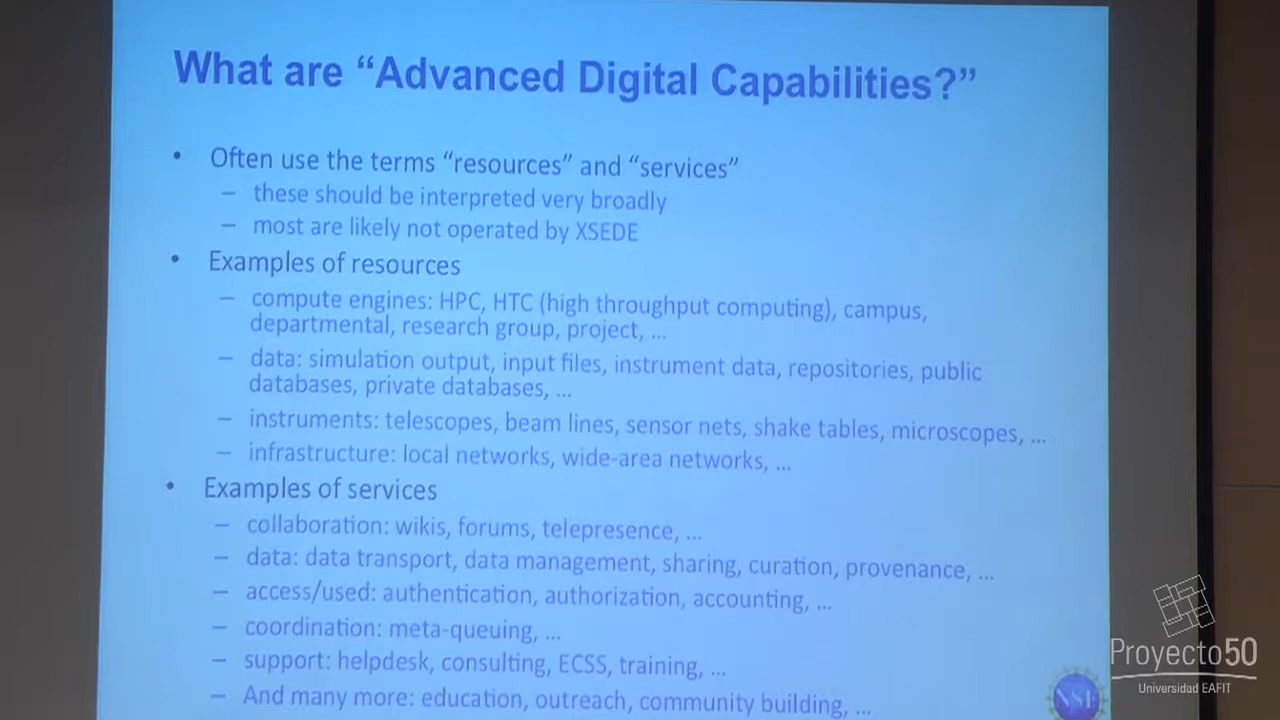 What are “Advanced Digital Capabilities?”
• Often use the terms “resources” and “services”
– these should be interpreted very broadly
– most are likely not operated by XSEDE
• Examples of resources
– compute engines: HPC, HTC (high throughput computing), campus,
departmental, research group, project, ...
– data: simulation output, input files, instrument data, repositories, public
databases, private databases, ...
– instruments: telescopes, beam lines, sensor nets, shake tables, microscopes, ...
– infrastructure: local networks, wide-area networks, ...
• Examples of services
– collaboration: wikis, forums, telepresence, ...
– data: data transport, data management, sharing, curation, provenance, ...
– access/used: authentication, authorization, accounting, ...
– coordination: meta-queuing, ...
– support: helpdesk, consulting, ECSS, training, ...
– And many more: education, outreach, community building, ...
NSF
Proyecto50
Universidad EAFIT